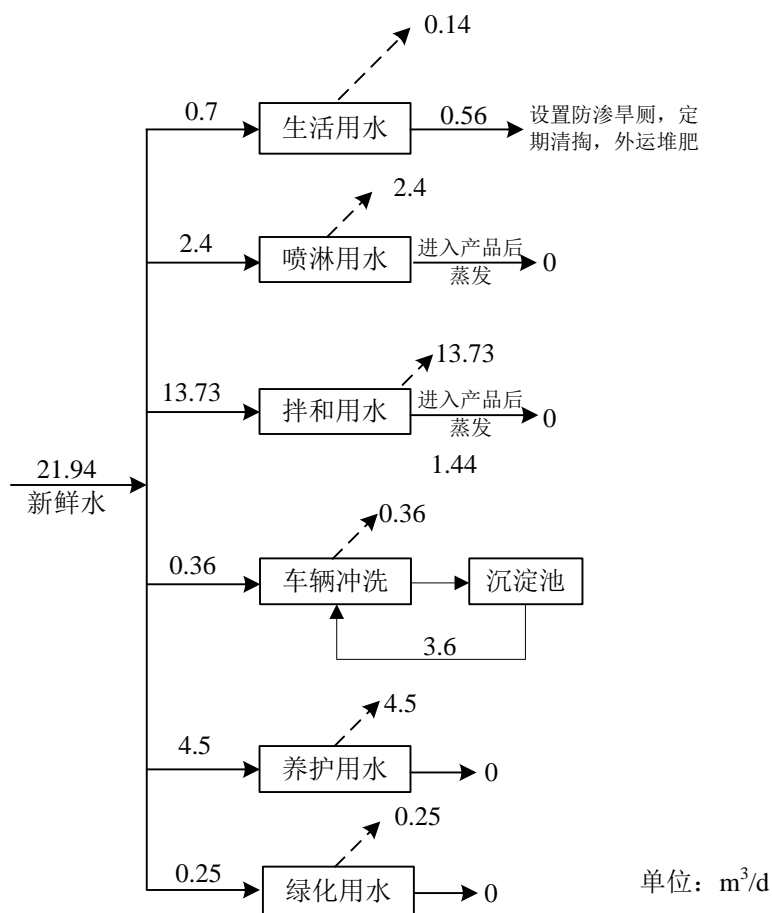 0.14
0.7
生活用水
0.56
设置防渗旱厕，定
期清掏，外运堆肥
2.4
2.4
喷淋用水
进入产品后
蒸发
0
13.73
13.73
拌和用水
进入产品后
蒸发
0
1.44
21.94
新鲜水
0.36
0.36
车辆冲洗
沉淀池
3.6
4.5
4.5
养护用水
0
0.25
0.25
绿化用水
0
单位：m³/d